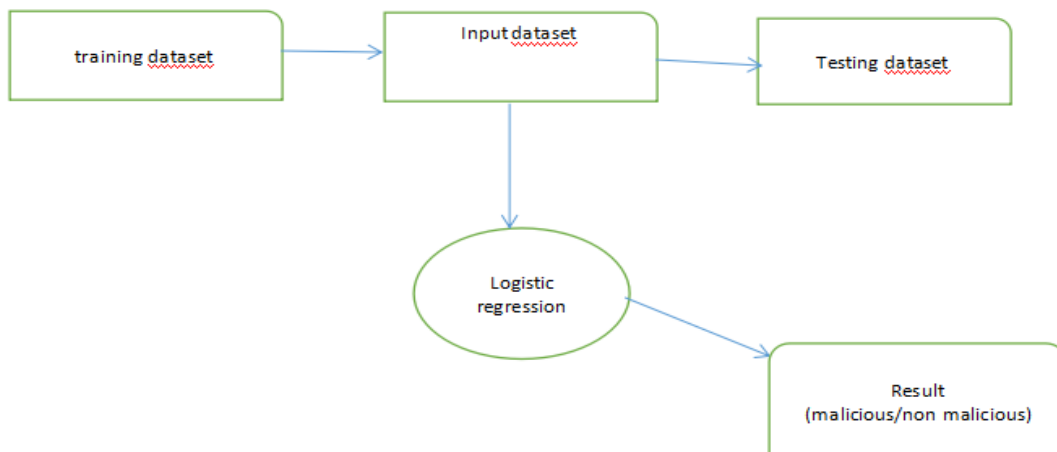 training dataset
Input dataset
Testing dataset
Logistic
regression
Result
(malicious/non malicious)